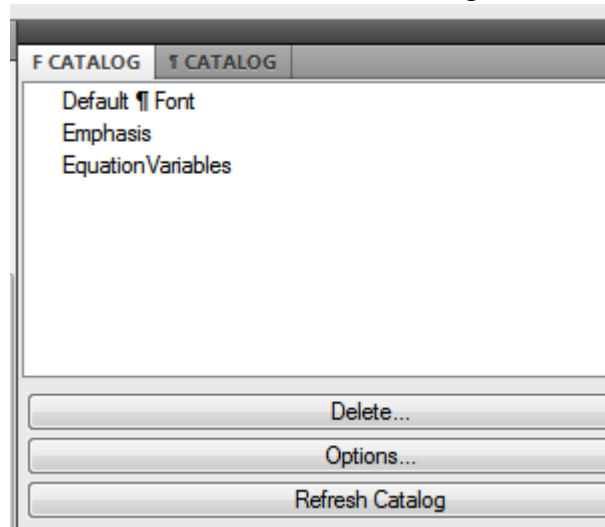 F CATALOG ¶ CATALOG
Default ¶ Font
Emphasis
EquationVariables
Delete...
Options...
Refresh Catalog